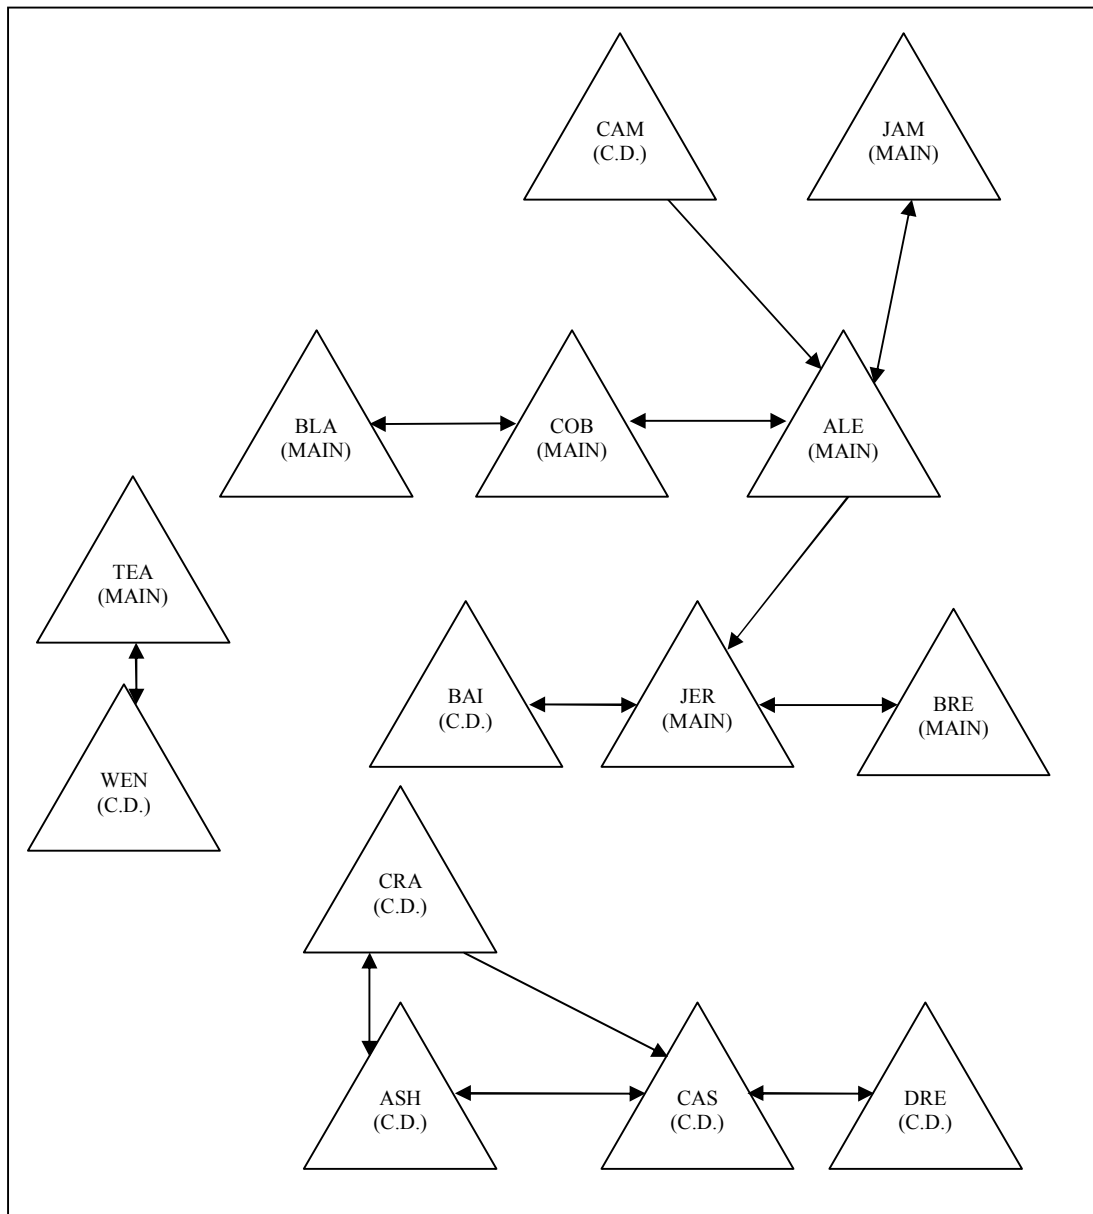 CAM
(C.D.)
JAM
(MAIN)
BLA
(MAIN)
COB
(MAIN)
ALE
(MAIN)
TEA
(MAIN)
BAI
(C.D.)
JER
(MAIN)
BRE
(MAIN)
WEN
(C.D.)
CRA
(C.D.)
ASH
(C.D.)
CAS
(C.D.)
DRE
(C.D.)